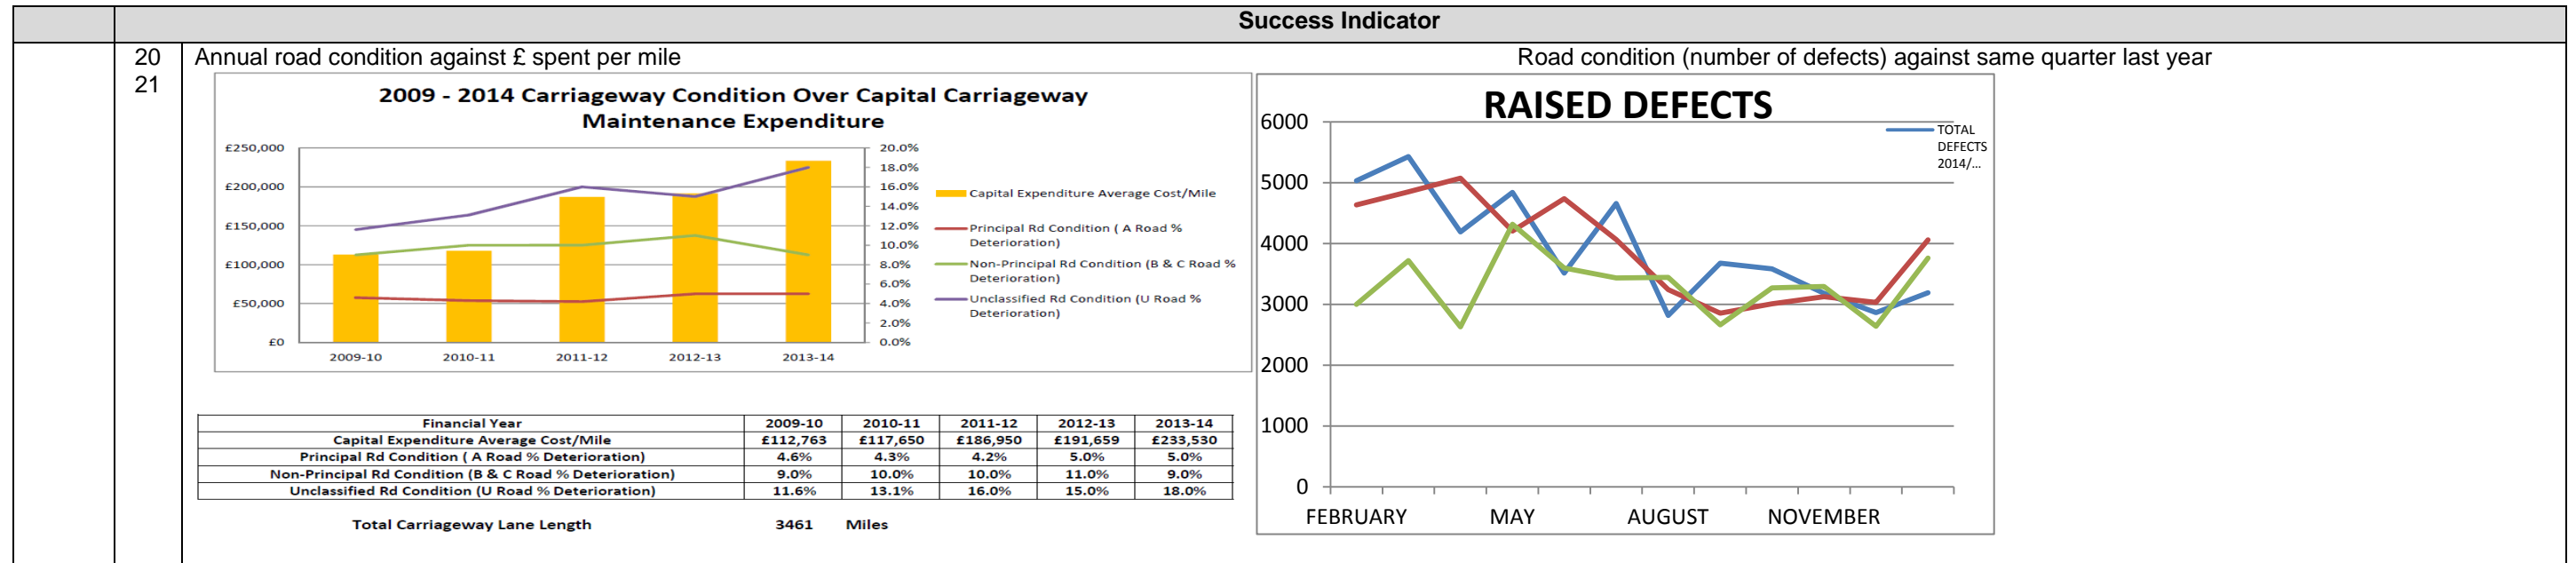 Success Indicator
20
21
Annual road condition against £ spent per mile
2009 - 2014 Carriageway Condition Over Capital Carriageway
Maintenance Expenditure
£250,000
£200,000
£150,000
£100,000
£50,000
£0
20.0%
18.0%
16.0%
14.0%
12.0%
10.0%
8.0%
6.0%
4.0%
2.0%
0.0%
2009-10 2010-11 2011-12 2012-13 2013-14
Capital Expenditure Average Cost/Mile
Principal Rd Condition ( A Road %
Deterioration)
Non-Principal Rd Condition (B & C Road %
Deterioration)
Unclassified Rd Condition (U Road %
Deterioration)
Financial Year 2009-10 2010-11 2011-12 2012-13 2013-14
Capital Expenditure Average Cost/Mile £112,763 £117,650 £186,950 £191,659 £233,530
Principal Rd Condition ( A Road % Deterioration) 4.6% 4.3% 4.2% 5.0% 5.0%
Non-Principal Rd Condition (B & C Road % Deterioration) 9.0% 10.0% 10.0% 11.0% 9.0%
Unclassified Rd Condition (U Road % Deterioration) 11.6% 13.1% 16.0% 15.0% 18.0%
Total Carriageway Lane Length 3461 Miles
Road condition (number of defects) against same quarter last year
RAISED DEFECTS
6000
5000
4000
3000
2000
1000
0
FEBRUARY MAY AUGUST NOVEMBER
TOTAL
DEFECTS
2014/...